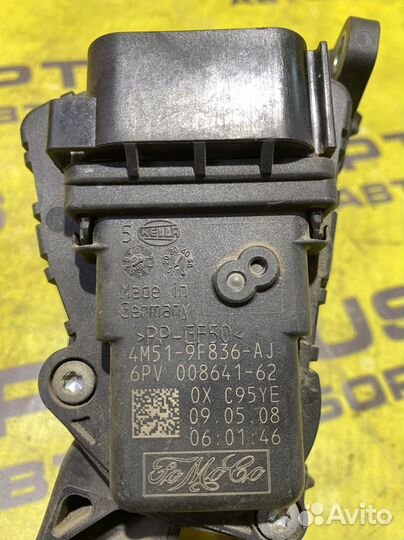 5 HELLA
Made in
Germany
>PP-GF50<
4M51-9F836-AJ
6PV 008641-62
0X C95YE
09.05.08
06:01:46
FoMoCo
Avito